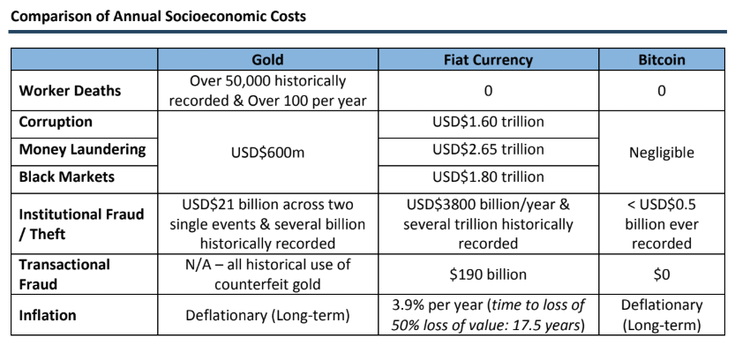 Comparison of Annual Socioeconomic Costs
Gold Fiat Currency Bitcoin
Worker Deaths
Over 50,000 historically
recorded & Over 100 per year
0
0
Corruption
Money Laundering
Black Markets
USD$600m
USD$1.60 trillion
USD$2.65 trillion
USD$1.80 trillion
Negligible
Institutional Fraud
/ Theft
USD$21 billion across two
single events & several billion
historically recorded
USD$3800 billion/year &
several trillion historically
recorded
< USD$0.5
billion ever
recorded
Transactional
Fraud
N/A – all historical use of
counterfeit gold
$190 billion
$0
Inflation
Deflationary (Long-term)
3.9% per year (time to loss of
50% loss of value: 17.5 years)
Deflationary
(Long-term)